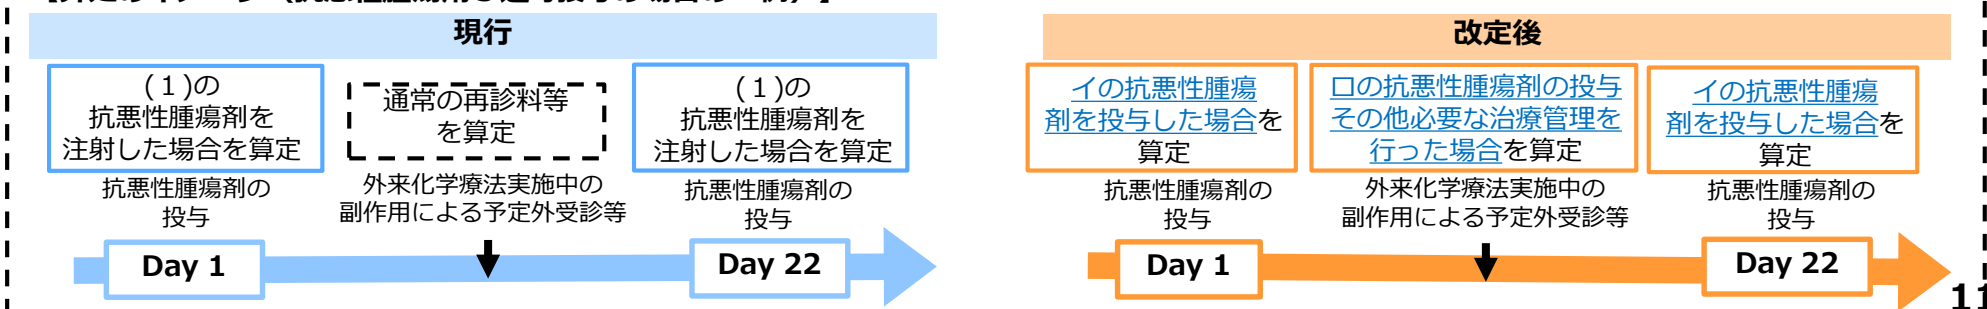 現行
(１)の
抗悪性腫瘍剤を
注射した場合を算定
通常の再診料等
を算定
(１)の
抗悪性腫瘍剤を
注射した場合を算定
抗悪性腫瘍剤の
投与
外来化学療法実施中の
副作用による予定外受診等
抗悪性腫瘍剤の
投与
Day 1
Day 22
改定後
イの抗悪性腫瘍
剤を投与した場合を
算定
ロの抗悪性腫瘍剤の投与
その他必要な治療管理を
行った場合を算定
イの抗悪性腫瘍
剤を投与した場合を
算定
抗悪性腫瘍剤の
投与
外来化学療法実施中の
副作用による予定外受診等
抗悪性腫瘍剤の
投与
Day 1
Day 22
11